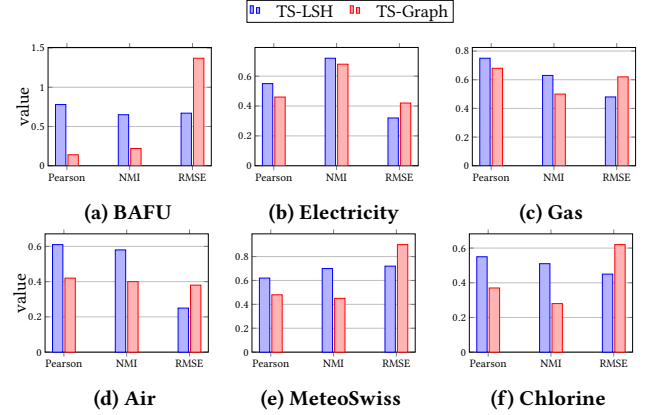 TS-LSH TS-Graph
value
1.5
1
0.5
0
Pearson NMI RMSE
(a) BAFU
0.6
0.4
0.2
0
Pearson NMI RMSE
(b) Electricity
0.8
0.6
0.4
0.2
0
Pearson NMI RMSE
(c) Gas
value
0.6
0.4
0.2
0
Pearson NMI RMSE
(d) Air
0.8
0.6
0.4
0.2
0
Pearson NMI RMSE
(e) MeteoSwiss
0.6
0.4
0.2
0
Pearson NMI RMSE
(f) Chlorine